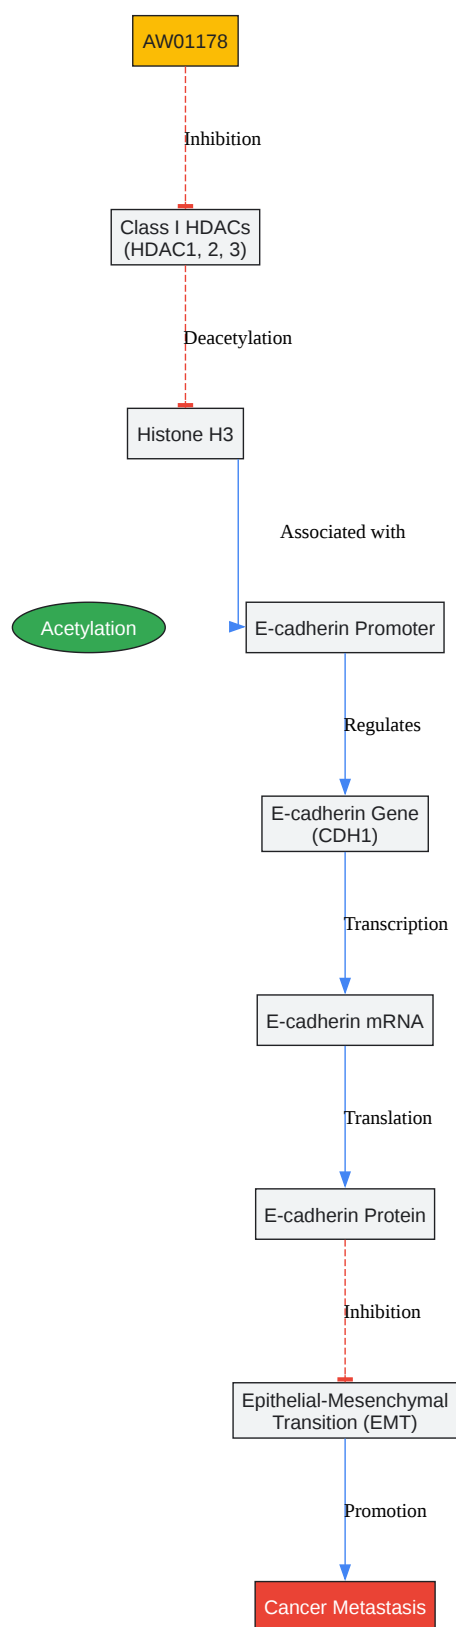 AW01178
Inhibition
Class I HDACs
(HDAC1, 2, 3)
Deacetylation
Histone H3
Associated with
Acetylation
E-cadherin Promoter
Regulates
E-cadherin Gene
(CDH1)
Transcription
E-cadherin mRNA
Translation
E-cadherin Protein
Inhibition
Epithelial-Mesenchymal
Transition (EMT)
Promotion
Cancer Metastasis